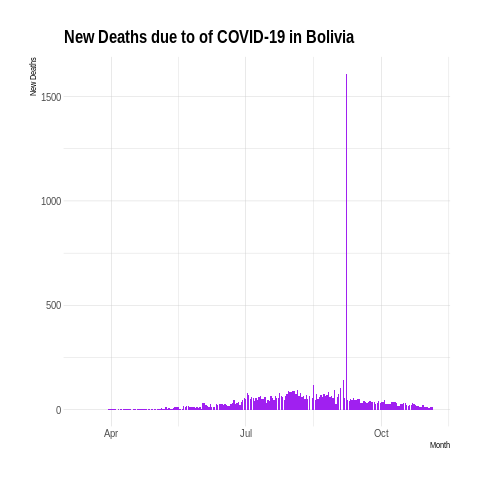 New Deaths due to of COVID-19 in Bolivia
New Deaths
1500
1000
500
0
Apr
Jul
Oct
Month